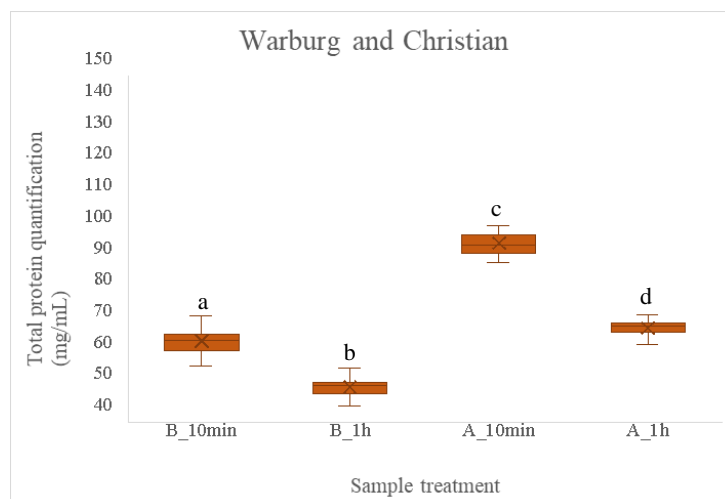 Warburg and Christian
Total protein quantification
(mg/mL)
150
140
130
120
110
100
90
80
70
60
50
40
a
b
c
d
B_10min
B_1h
A_10min
A_1h
Sample treatment